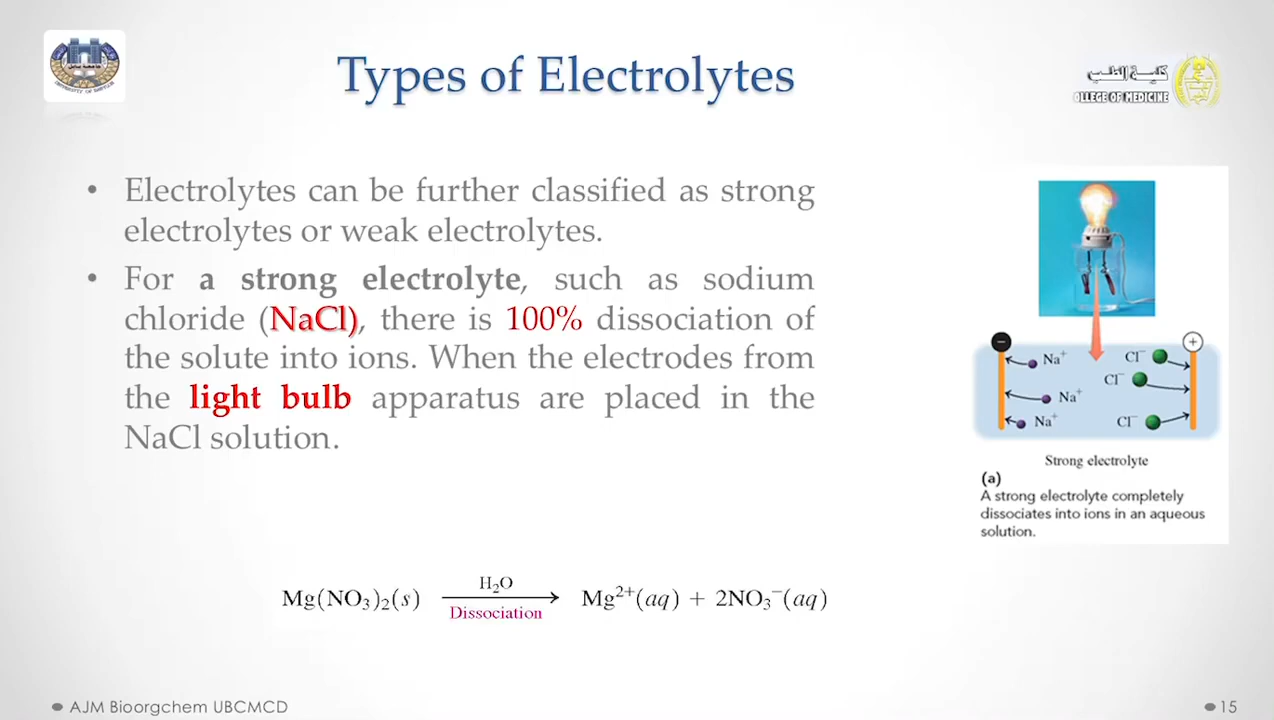 Types of Electrolytes
UNIVERSITY OF BABYLON
كلية الطب
OLLEGE OF MEDICINE
• Electrolytes can be further classified as strong
electrolytes or weak electrolytes.
• For a strong electrolyte, such as sodium
chloride (NaCl), there is 100% dissociation of
the solute into ions. When the electrodes from
the light bulb apparatus are placed in the
NaCl solution.
− +
Na⁺ Cl⁻
Cl⁻
Na⁺
Na⁺ Cl⁻
Strong electrolyte
(a)
A strong electrolyte completely
dissociates into ions in an aqueous
solution.
H₂O
Mg(NO₃)₂(s) ⟶ Mg²⁺(aq) + 2NO₃⁻(aq)
Dissociation
AJM Bioorgchem UBCMCD
15